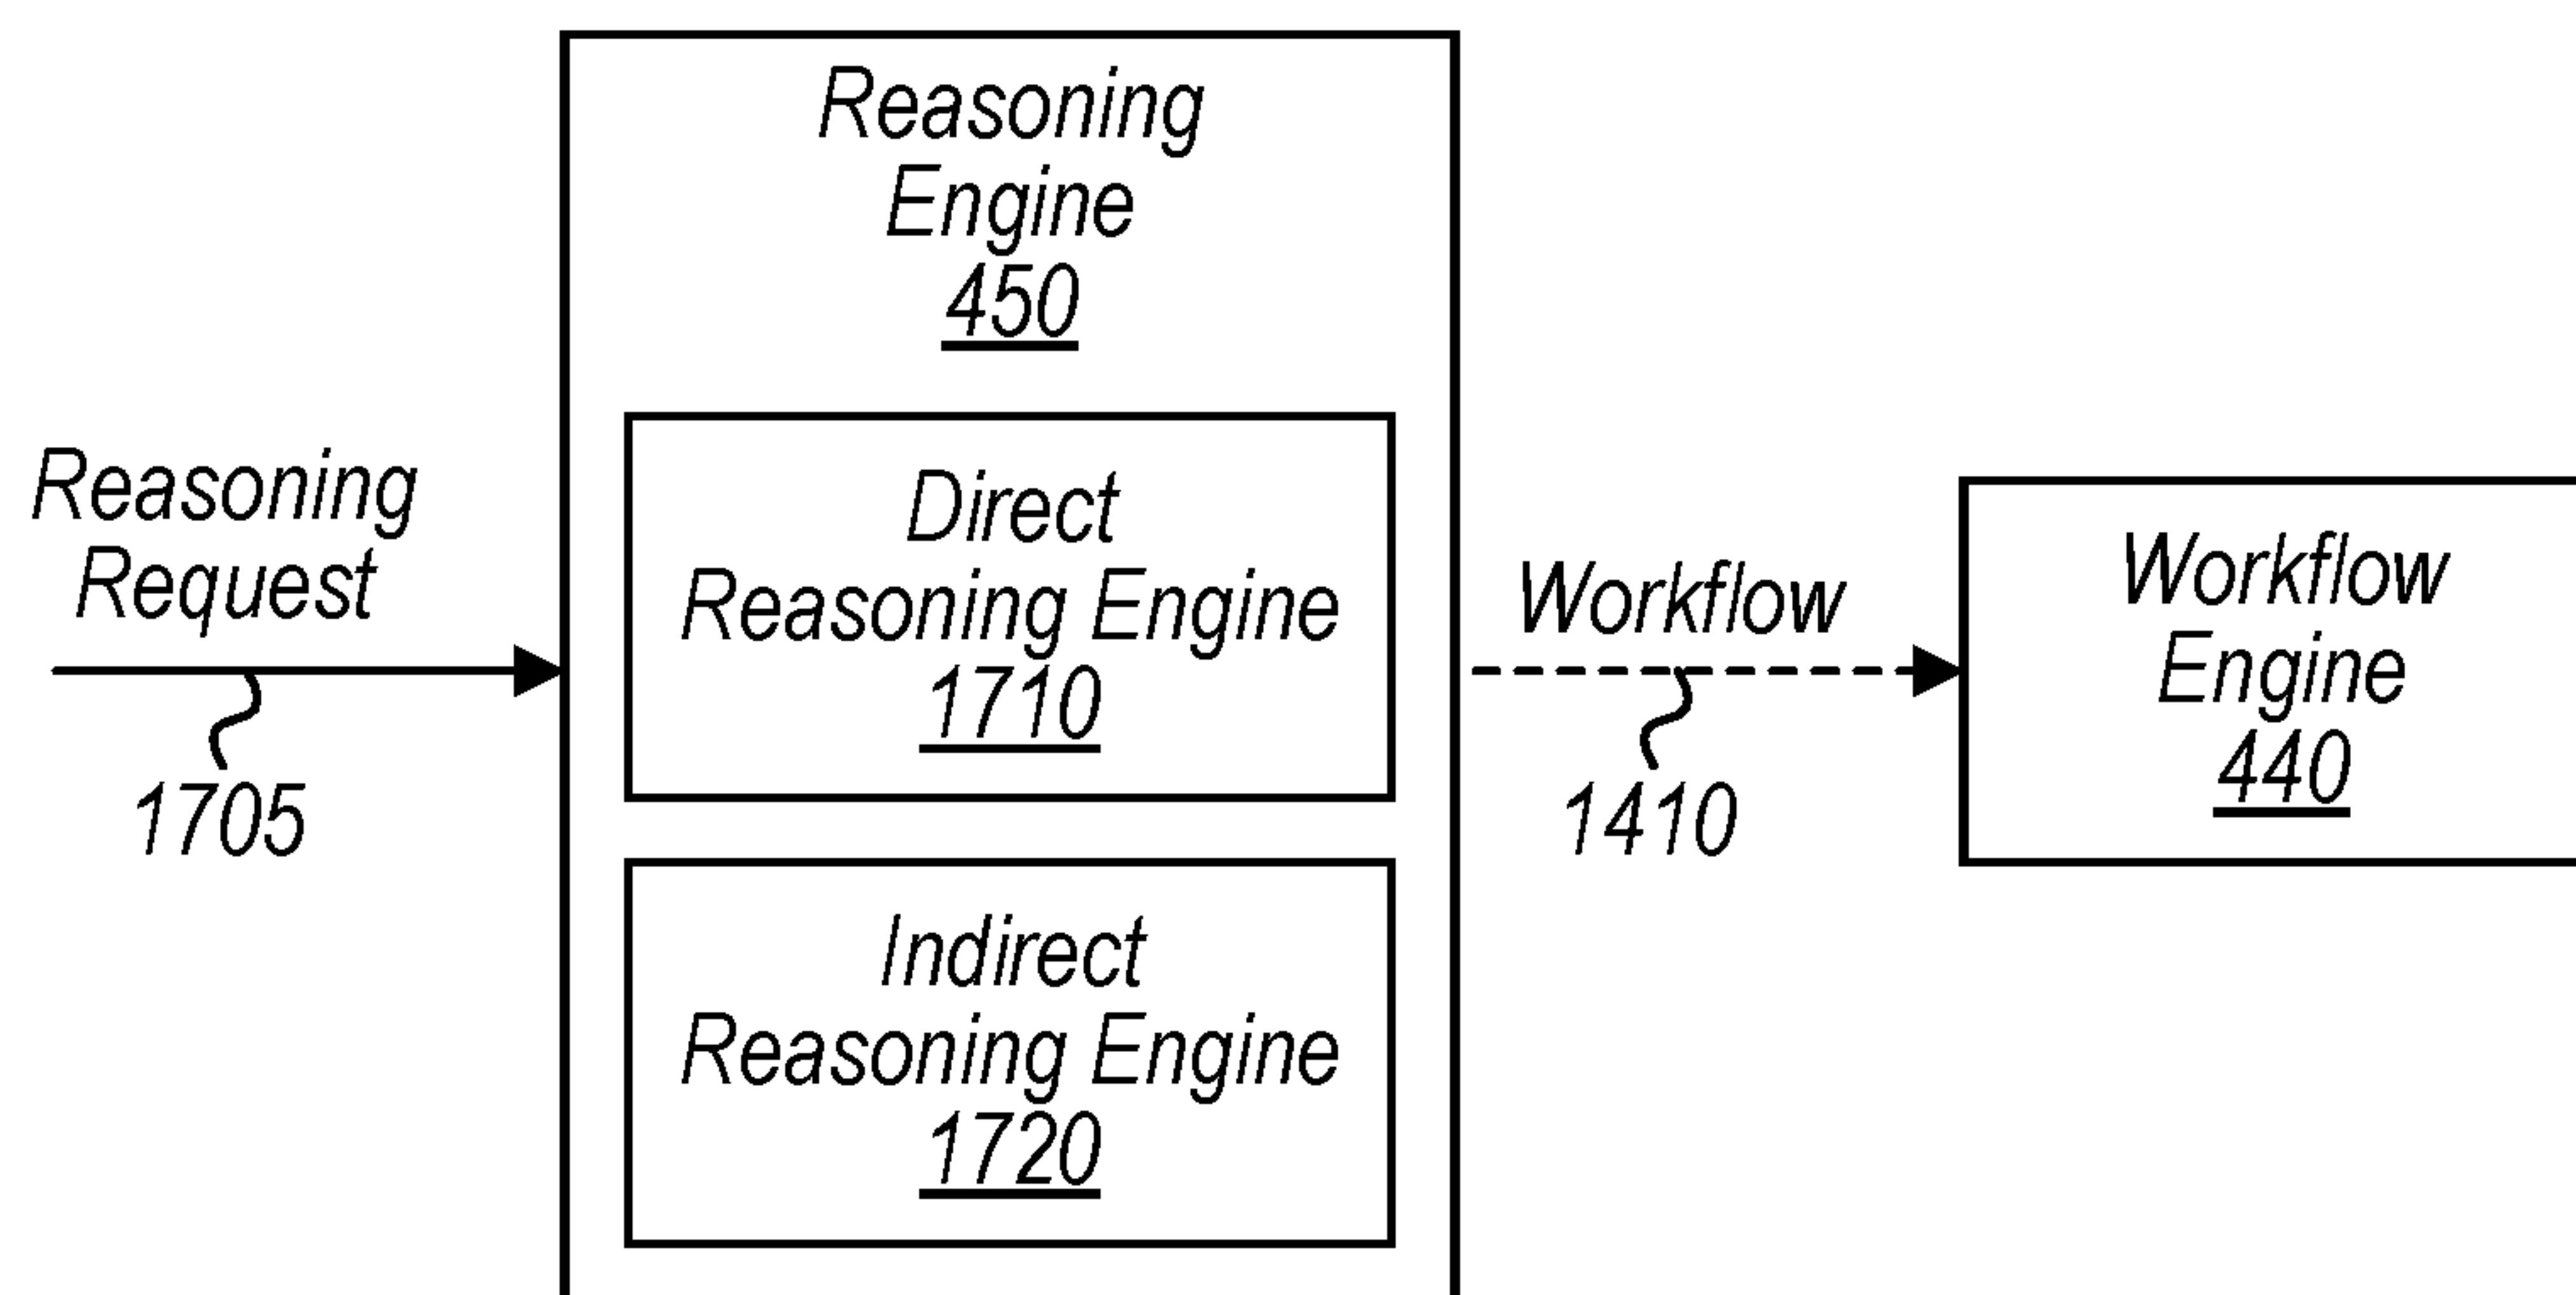 Reasoning
Request
1705
Reasoning
Engine
450
Direct
Reasoning Engine
1710
Indirect
Reasoning Engine
1720
Workflow
1410
Workflow
Engine
440